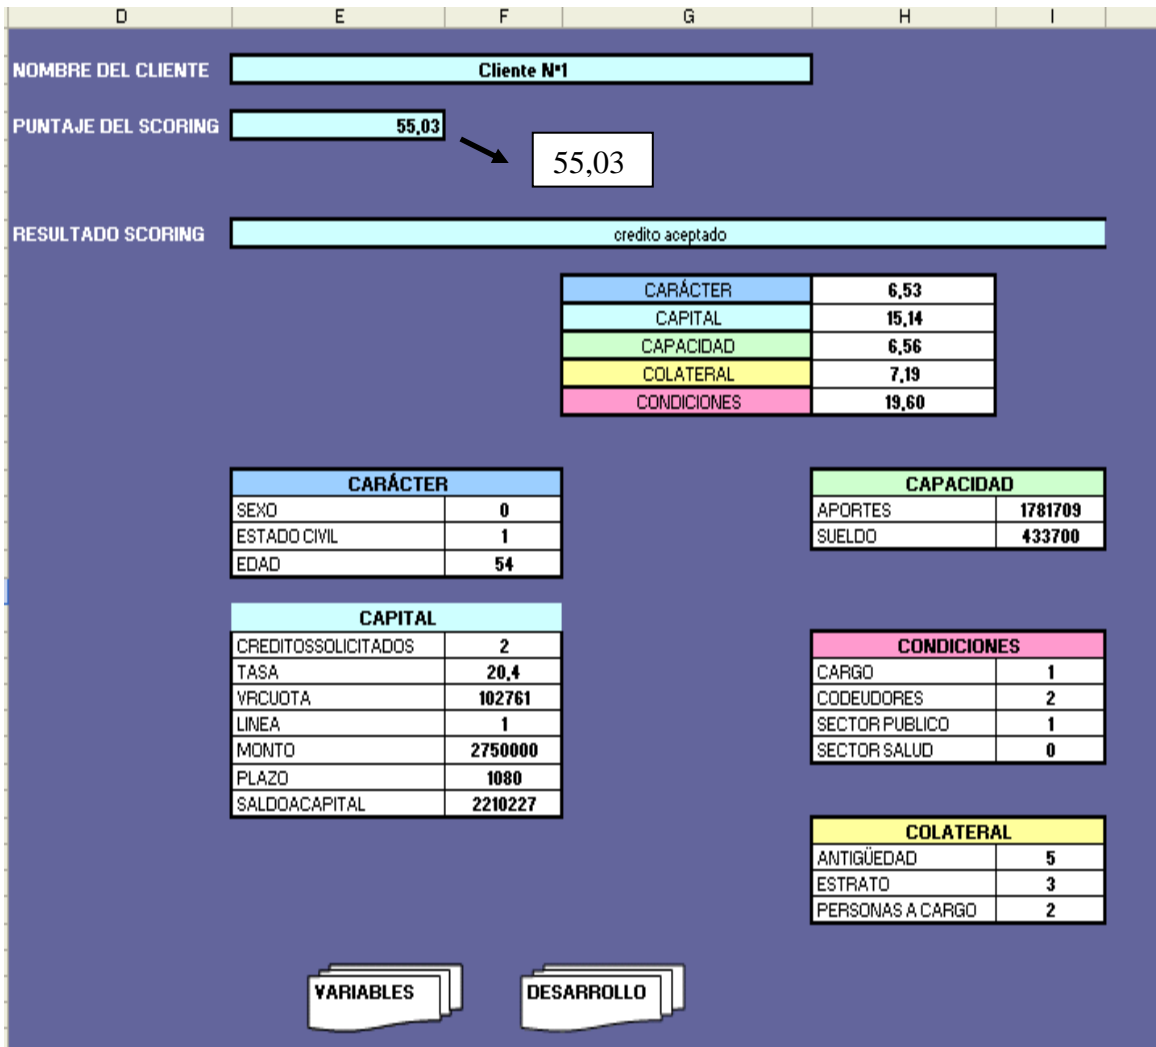 D E F G H I
NOMBRE DEL CLIENTE Cliente Nº1
PUNTAJE DEL SCORING 55,03
55,03
RESULTADO SCORING credito aceptado
CARÁCTER 6,53
CAPITAL 15,14
CAPACIDAD 6,56
COLATERAL 7,19
CONDICIONES 19,60
CARÁCTER
SEXO 0
ESTADO CIVIL 1
EDAD 54
CAPACIDAD
APORTES 1781709
SUELDO 433700
CAPITAL
CREDITOSSOLICITADOS 2
TASA 20,4
VRCUOTA 102761
LINEA 1
MONTO 2750000
PLAZO 1080
SALDOACAPITAL 2210227
CONDICIONES
CARGO 1
CODEUDORES 2
SECTOR PUBLICO 1
SECTOR SALUD 0
COLATERAL
ANTIGÜEDAD 5
ESTRATO 3
PERSONAS A CARGO 2
VARIABLES DESARROLLO